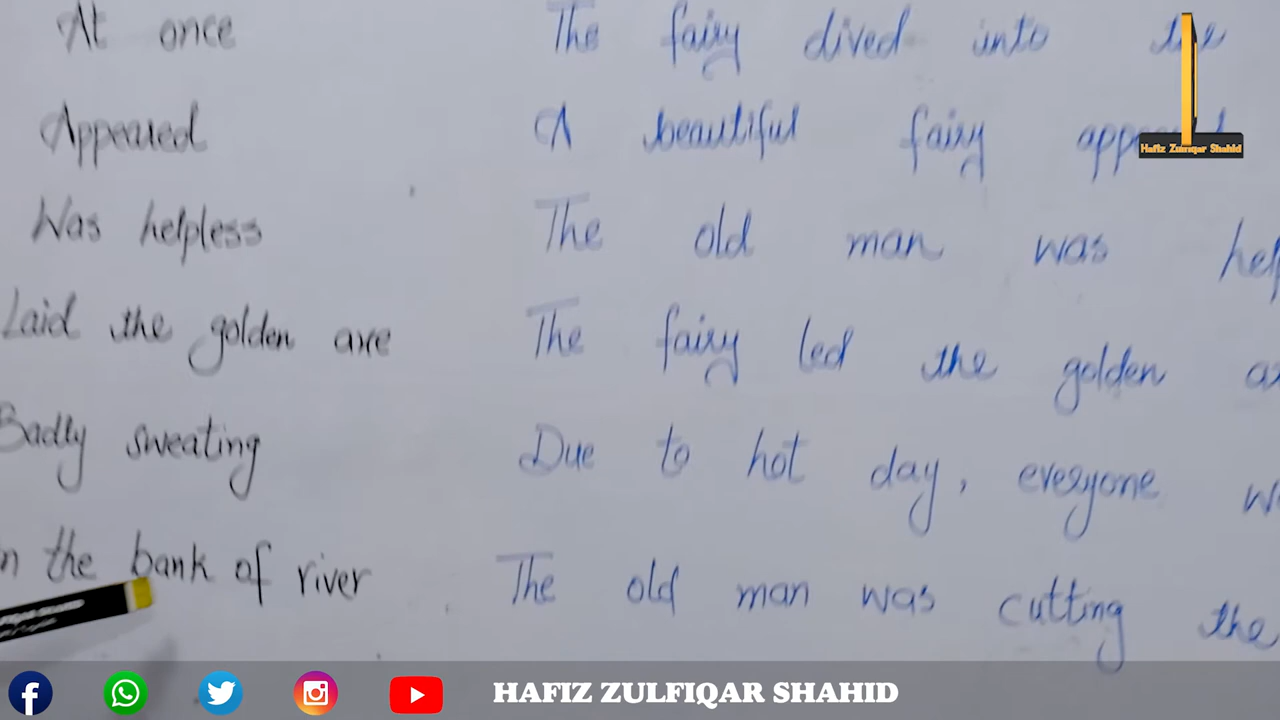 At once The fairy dived into the
Appeared A beautiful fairy
Hafiz Zulfiqar Shahid
Was helpless The old man was
Laid the golden axe The fairy led the golden
Badly sweating Due to hot day, everyone
the bank of river The old man was cutting the
HAFIZ ZULFIQAR SHAHID